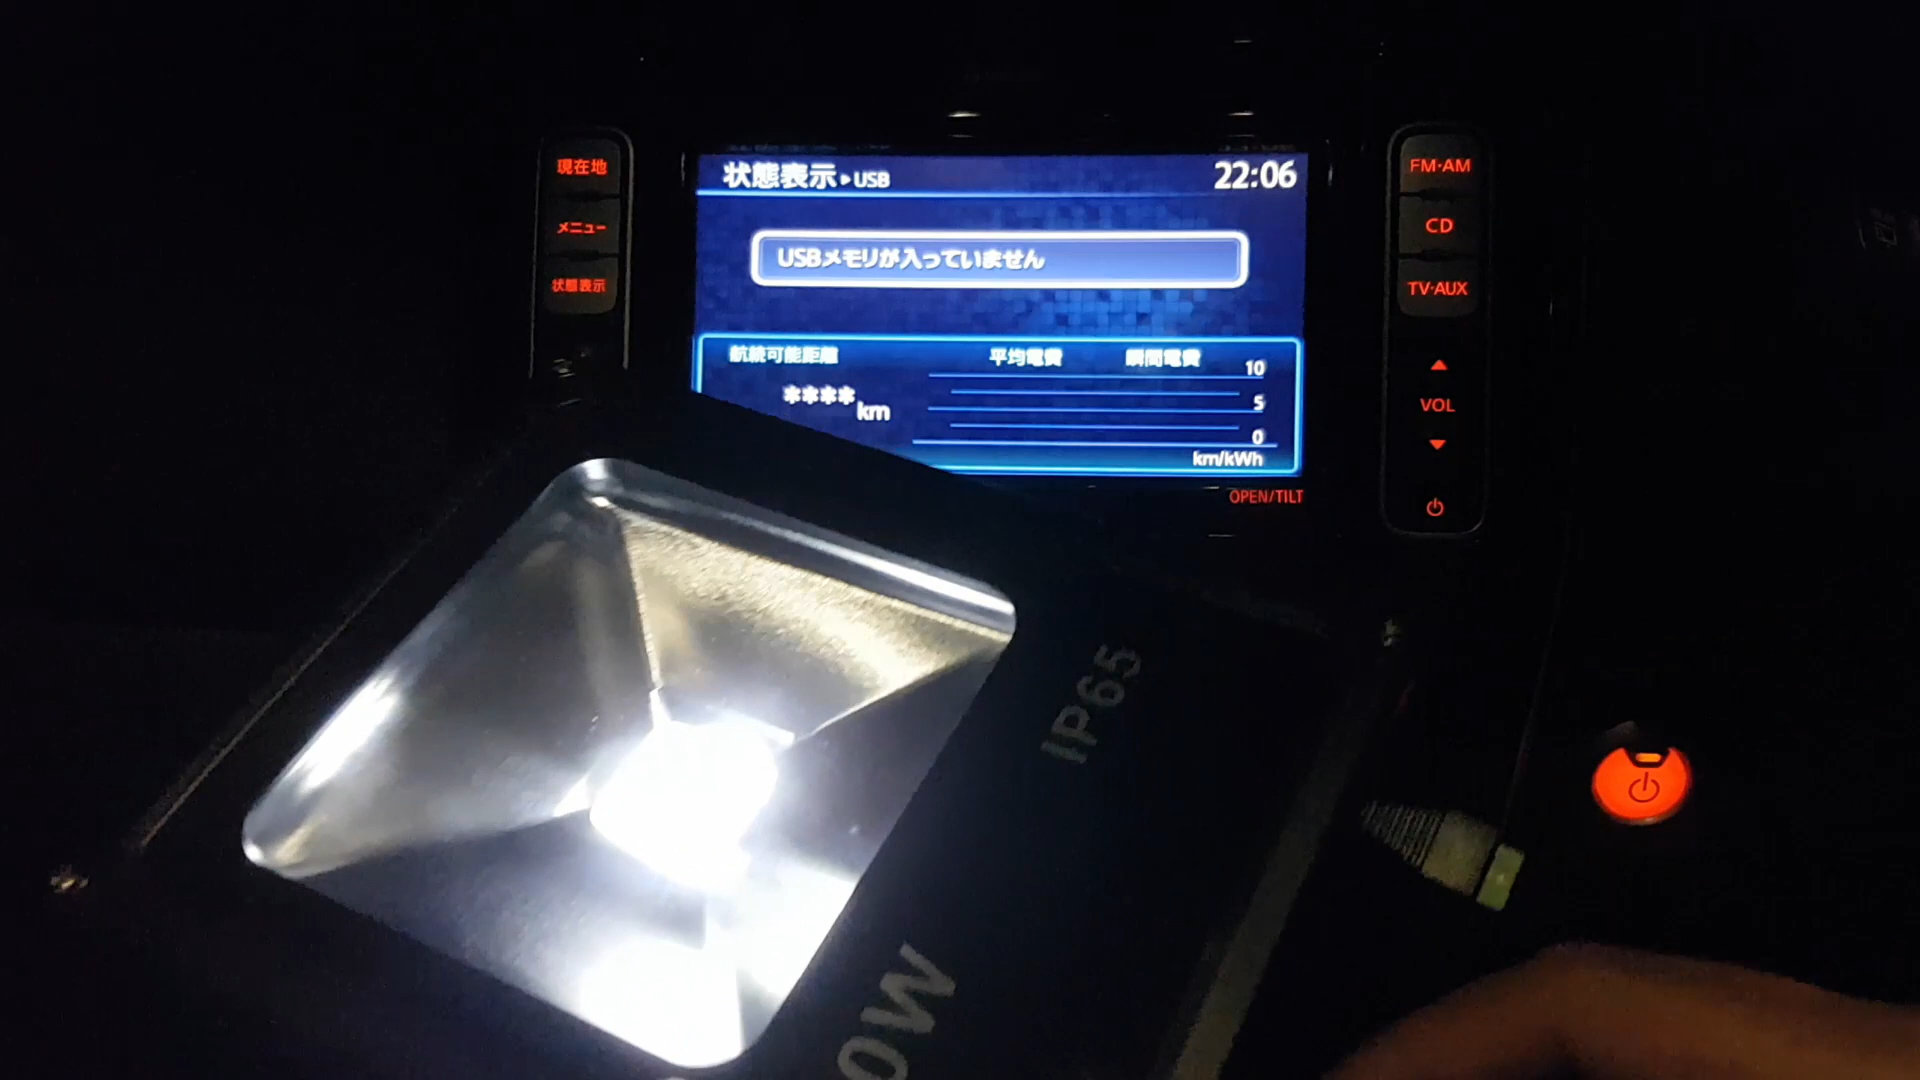 現在地
メニュー
状態表示
状態表示▸USB
22:06
USBメモリが入っていません
航続可能距離
****km
平均電費
瞬間電費
10
5
0
km/kWh
OPEN/TILT
FM·AM
CD
TV·AUX
VOL
IP65
0W